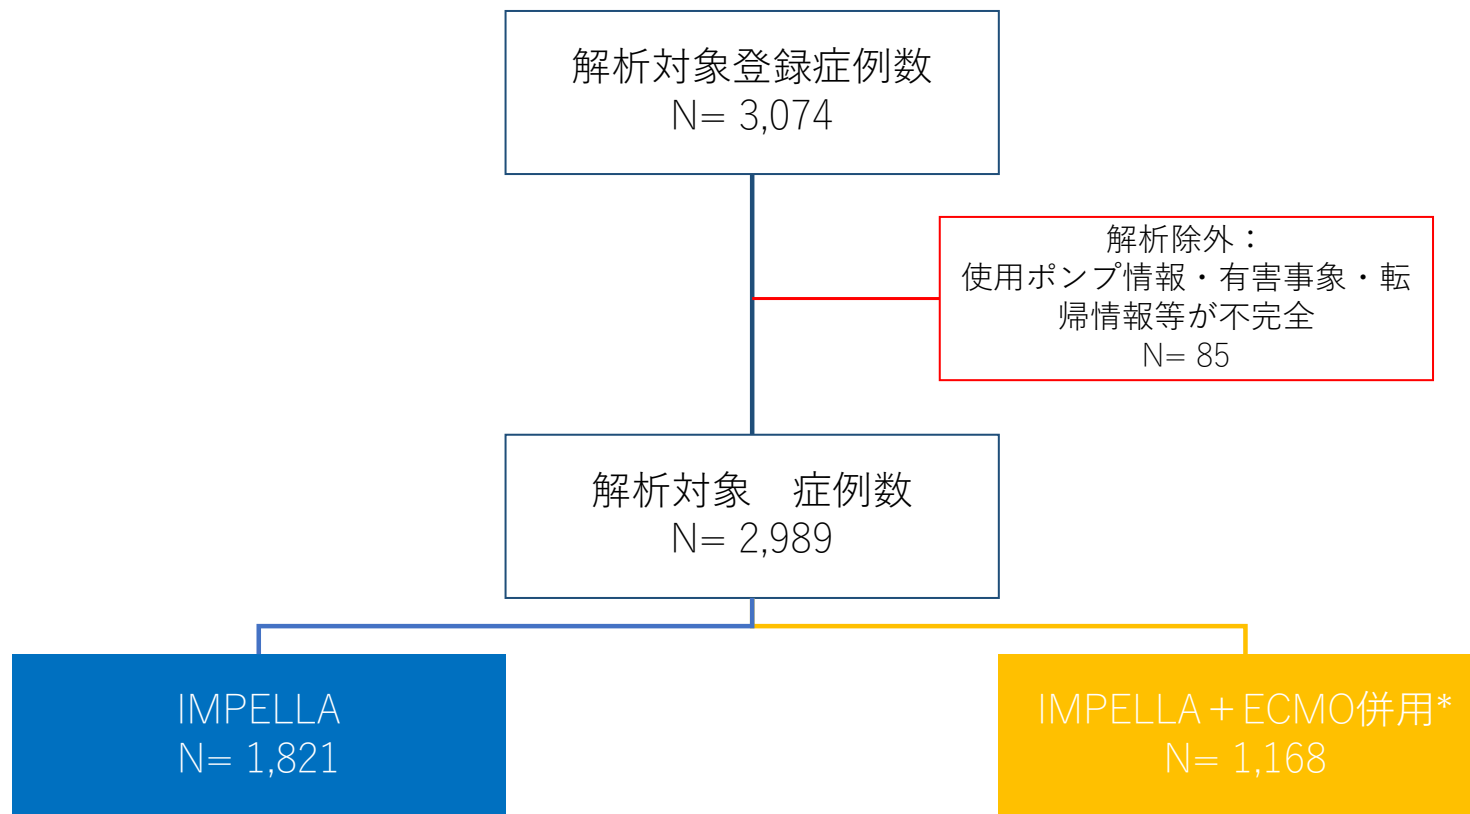 解析対象登録症例数
N= 3,074
解析除外：
使用ポンプ情報・有害事象・転
帰情報等が不完全
N= 85
解析対象　症例数
N= 2,989
IMPELLA
N= 1,821
IMPELLA＋ECMO併用*
N= 1,168